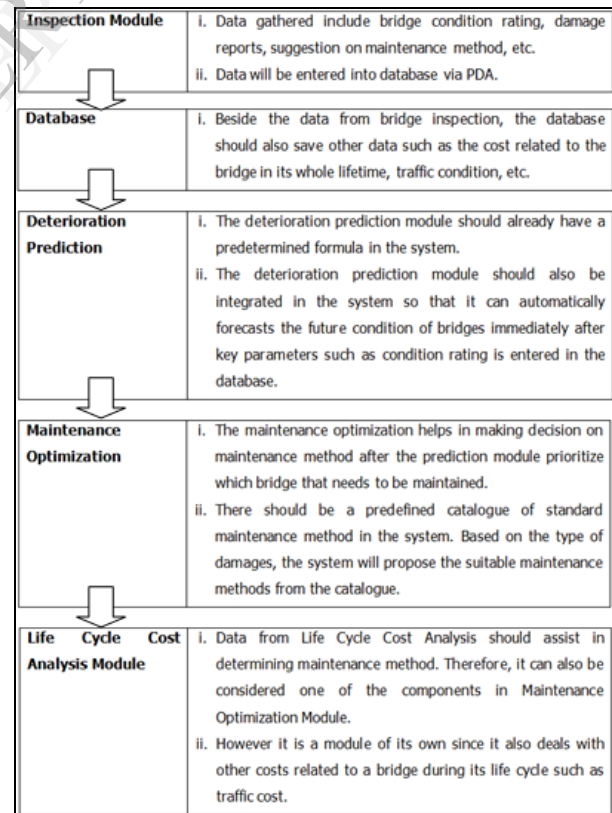 Inspection Module
i. Data gathered include bridge condition rating, damage
reports, suggestion on maintenance method, etc.
ii. Data will be entered into database via PDA.
Database
i. Beside the data from bridge inspection, the database
should also save other data such as the cost related to the
bridge in its whole lifetime, traffic condition, etc.
Deterioration
Prediction
i. The deterioration prediction module should already have a
predetermined formula in the system.
ii. The deterioration prediction module should also be
integrated in the system so that it can automatically
forecasts the future condition of bridges immediately after
key parameters such as condition rating is entered in the
database.
Maintenance
Optimization
i. The maintenance optimization helps in making decision on
maintenance method after the prediction module prioritize
which bridge that needs to be maintained.
ii. There should be a predefined catalogue of standard
maintenance method in the system. Based on the type of
damages, the system will propose the suitable maintenance
methods from the catalogue.
Life Cycle Cost
Analysis Module
i. Data from Life Cycle Cost Analysis should assist in
determining maintenance method. Therefore, it can also be
considered one of the components in Maintenance
Optimization Module.
ii. However it is a module of its own since it also deals with
other costs related to a bridge during its life cycle such as
traffic cost.